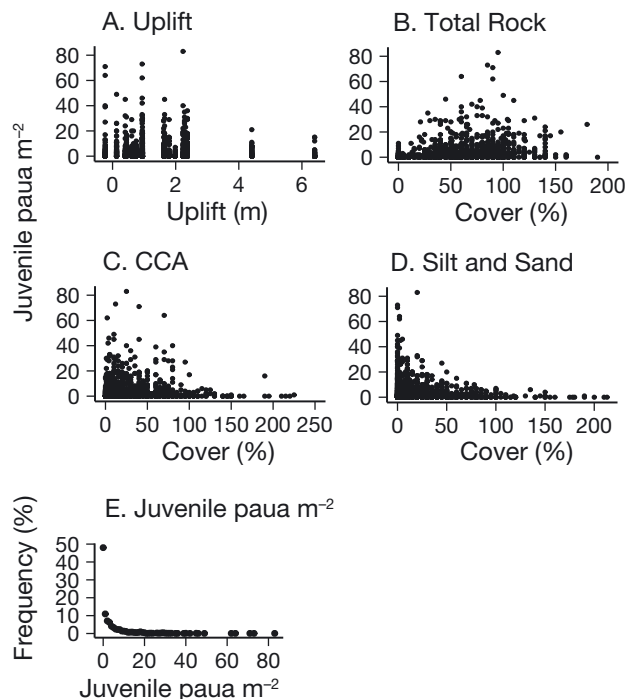 A. Uplift
B. Total Rock
80
60
40
20
0
0 2 4 6
Uplift (m)
80
60
40
20
0
0 50 100 150 200
Cover (%)
Juvenile paua m⁻²
C. CCA
D. Silt and Sand
80
60
40
20
0
0 50 100 150 200 250
Cover (%)
80
60
40
20
0
0 50 100 150 200
Cover (%)
E. Juvenile paua m⁻²
Frequency (%)
50
40
30
20
10
0
0 20 40 60 80
Juvenile paua m⁻²